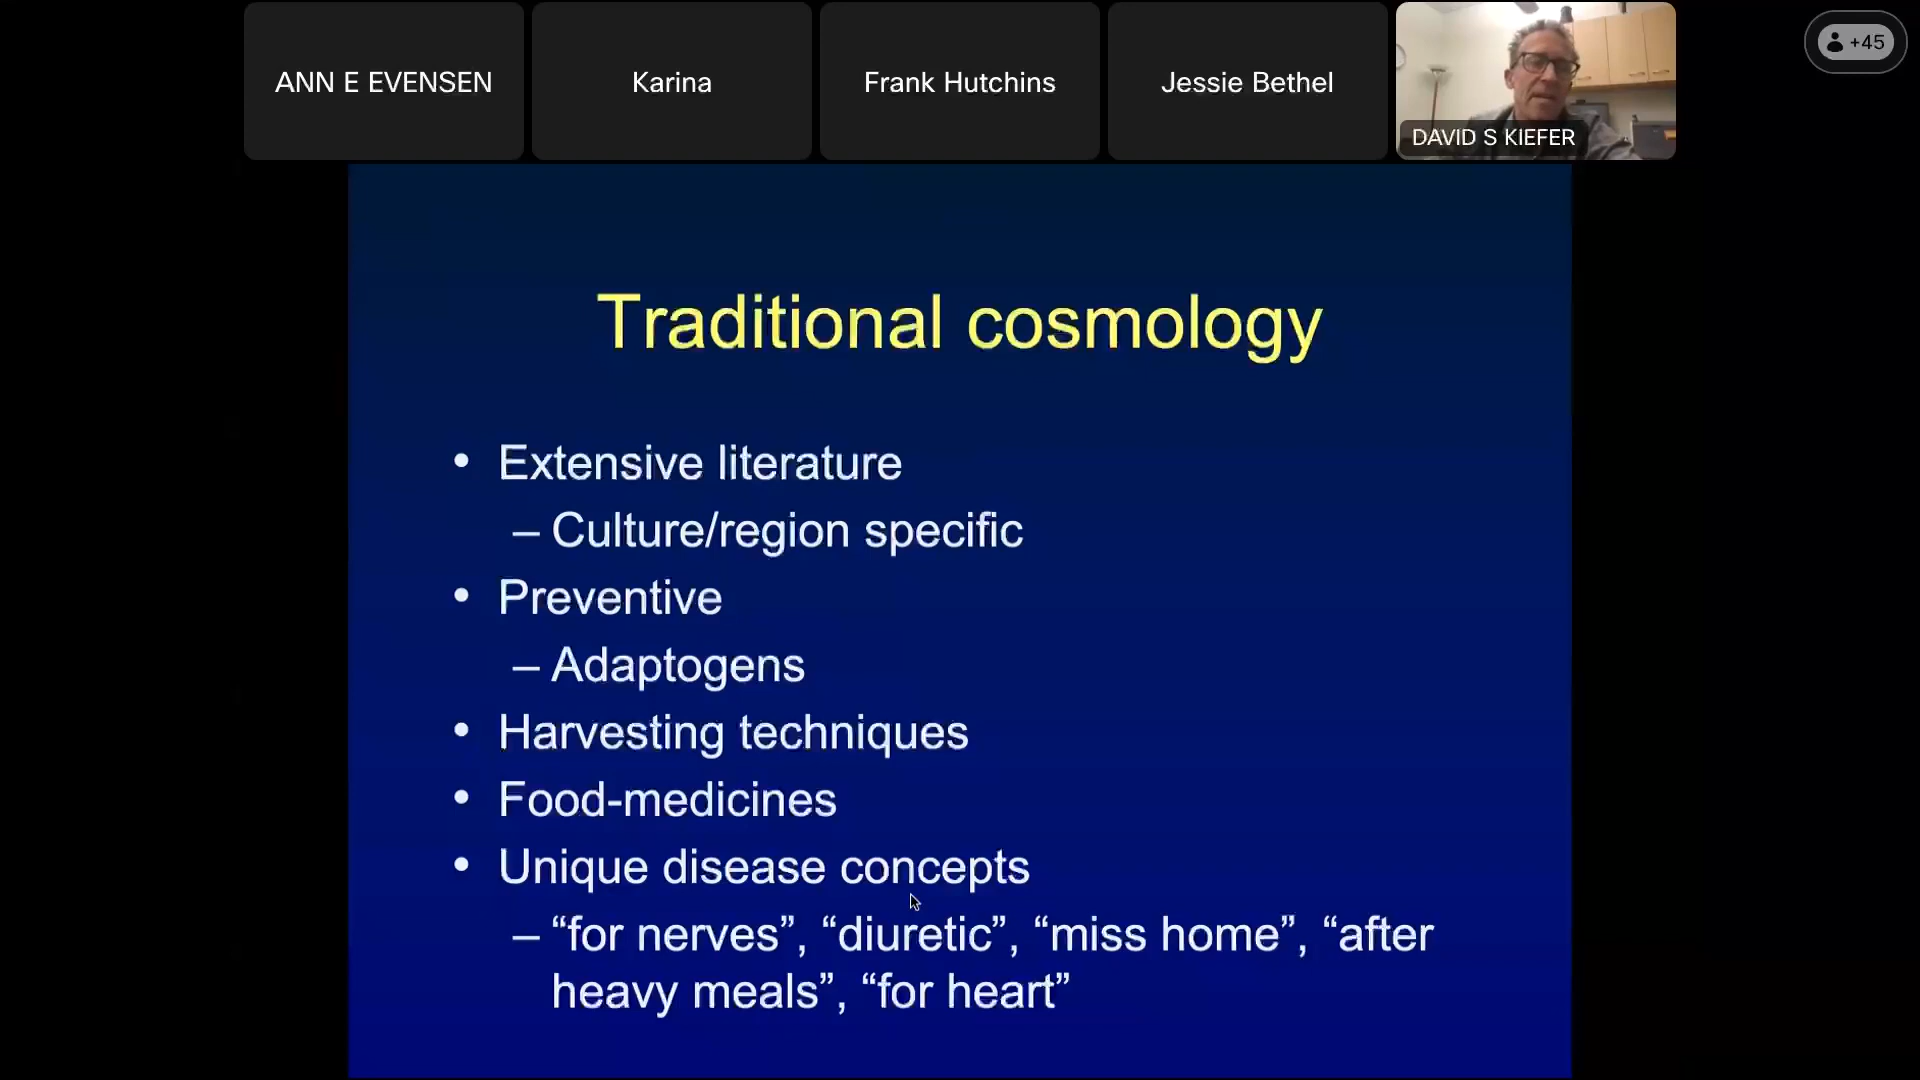 ANN E EVENSEN
Karina
Frank Hutchins
Jessie Bethel
DAVID S KIEFER
+45
Traditional cosmology
• Extensive literature
– Culture/region specific
• Preventive
– Adaptogens
• Harvesting techniques
• Food-medicines
• Unique disease concepts
– “for nerves”, “diuretic”, “miss home”, “after
heavy meals”, “for heart”